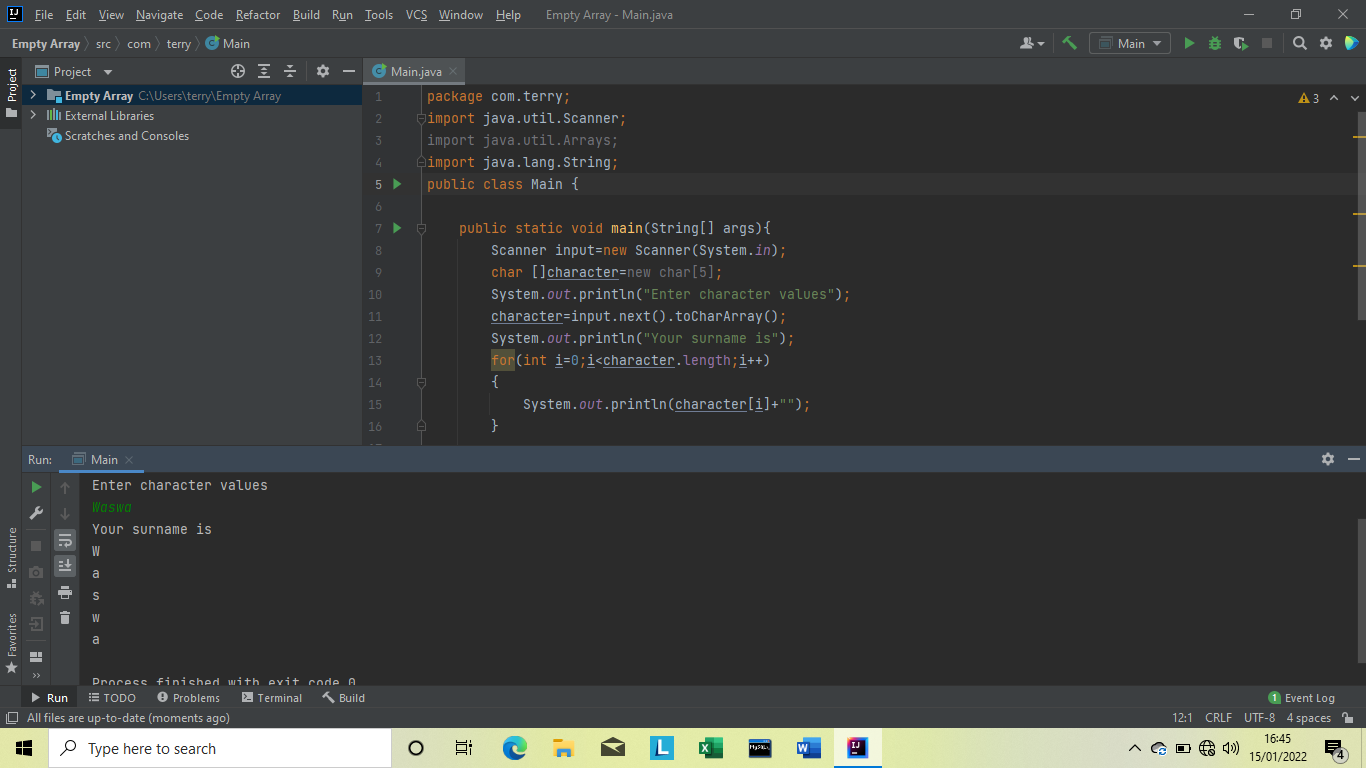 File Edit View Navigate Code Refactor Build Run Tools VCS Window Help Empty Array - Main.java
Empty Array src com terry Main Main
Project
Project Main.java
Empty Array C:\Users\terry\Empty Array
External Libraries
Scratches and Consoles
3
1 package com.terry;
2 import java.util.Scanner;
3 import java.util.Arrays;
4 import java.lang.String;
5 public class Main {
6
7 public static void main(String[] args){
8 Scanner input=new Scanner(System.in);
9 char []character=new char[5];
10 System.out.println("Enter character values");
11 character=input.next().toCharArray();
12 System.out.println("Your surname is");
13 for(int i=0;i<character.length;i++)
14 {
15 System.out.println(character[i]+"");
16 }
Run: Main
Enter character values
Waswa
Your surname is
W
a
s
w
a
Process finished with exit code 0
Structure
Favorites
Run TODO Problems Terminal Build 1 Event Log
All files are up-to-date (moments ago) 12:1 CRLF UTF-8 4 spaces
Type here to search
16:45
15/01/2022
4